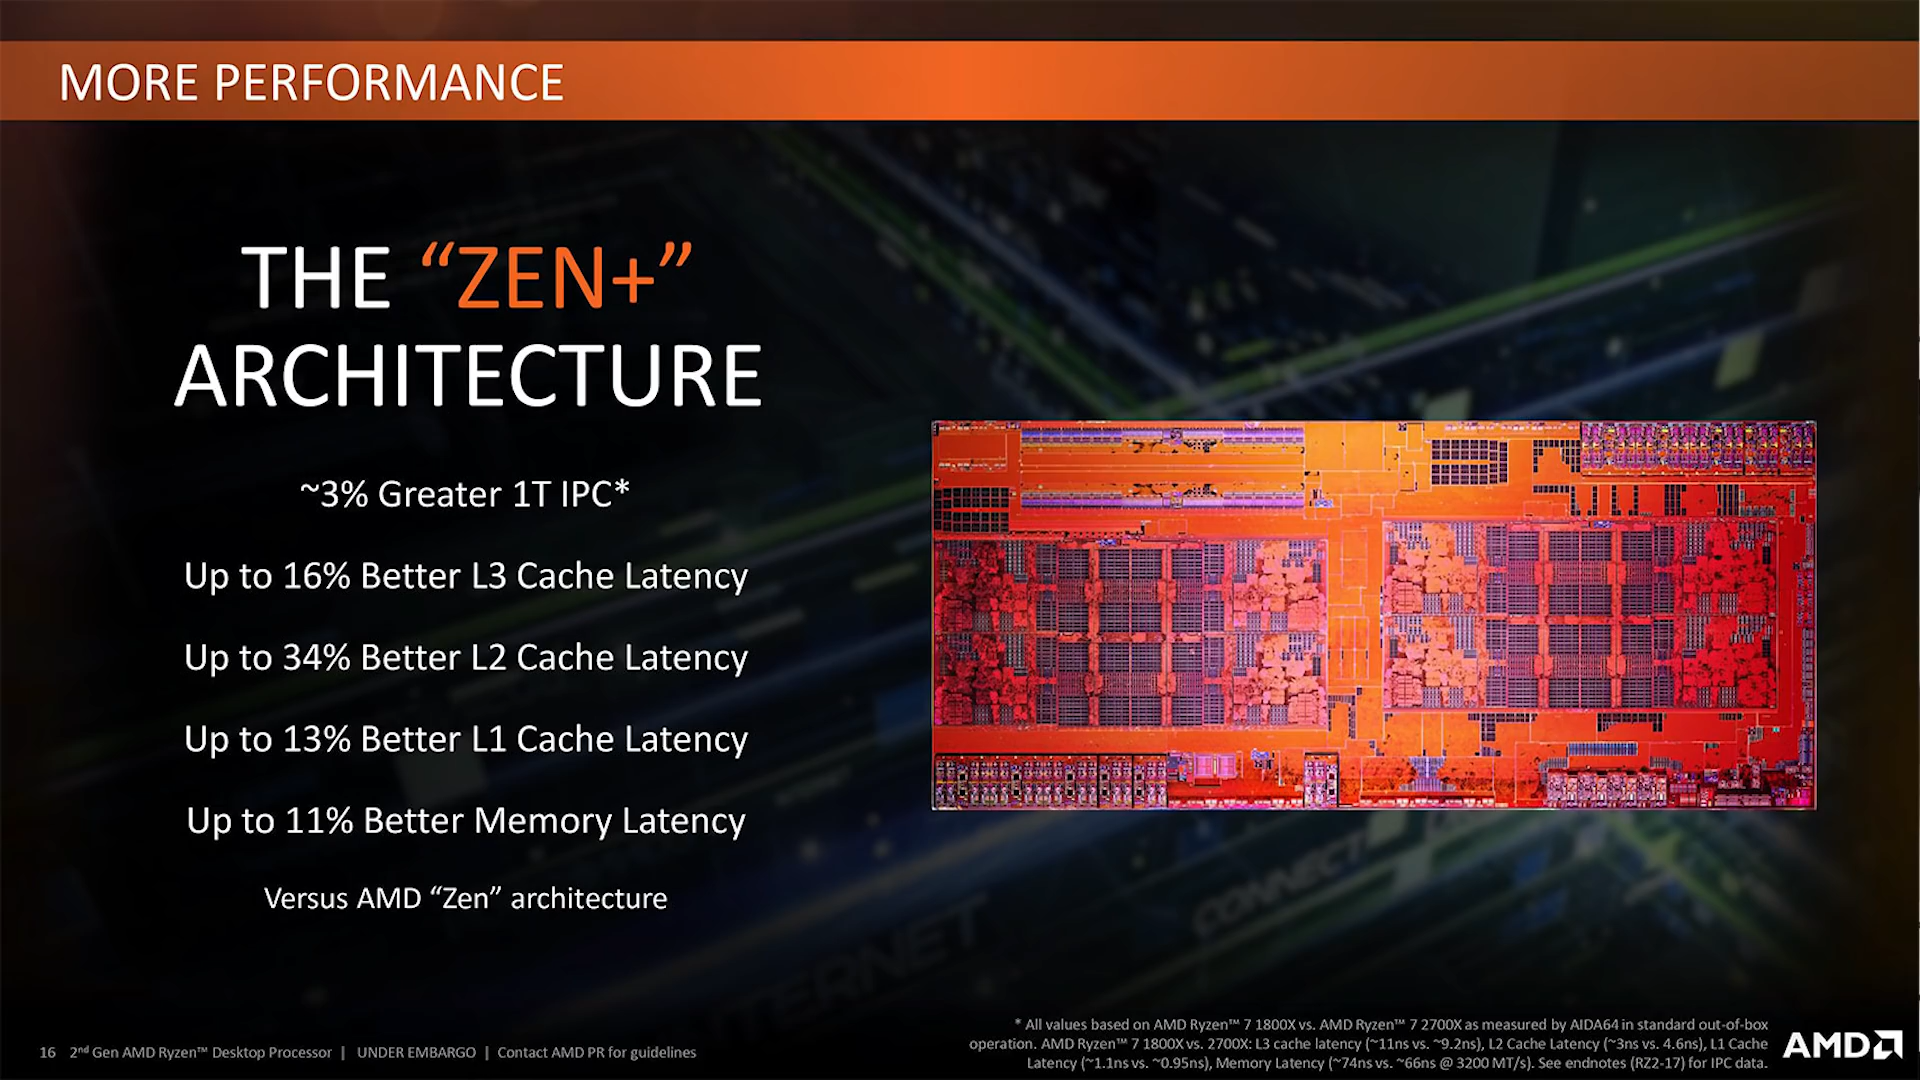 MORE PERFORMANCE
THE “ZEN+”
ARCHITECTURE
~3% Greater 1T IPC*
Up to 16% Better L3 Cache Latency
Up to 34% Better L2 Cache Latency
Up to 13% Better L1 Cache Latency
Up to 11% Better Memory Latency
Versus AMD “Zen” architecture
CONNECT
INTERNET
* All values based on AMD Ryzen™ 7 1800X vs. AMD Ryzen™ 7 2700X as measured by AIDA64 in standard out-of-box
operation. AMD Ryzen™ 7 1800X vs. 2700X: L3 cache latency (~11ns vs. ~9.2ns), L2 Cache Latency (~3ns vs. 4.6ns), L1 Cache
Latency (~1.1ns vs. ~0.95ns), Memory Latency (~74ns vs. ~66ns @ 3200 MT/s). See endnotes (RZ2-17) for IPC data.
16 2nd Gen AMD Ryzen™ Desktop Processor | UNDER EMBARGO | Contact AMD PR for guidelines
AMD